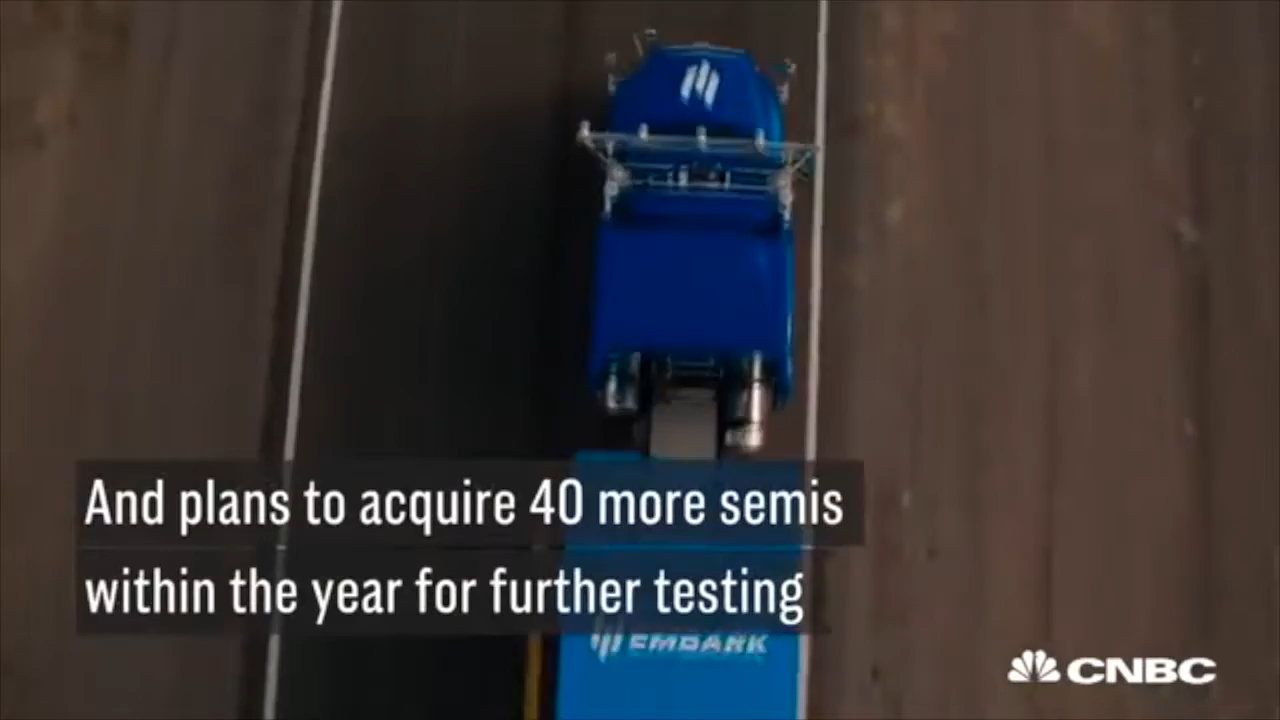 And plans to acquire 40 more semis
within the year for further testing
EMBARK
CNBC